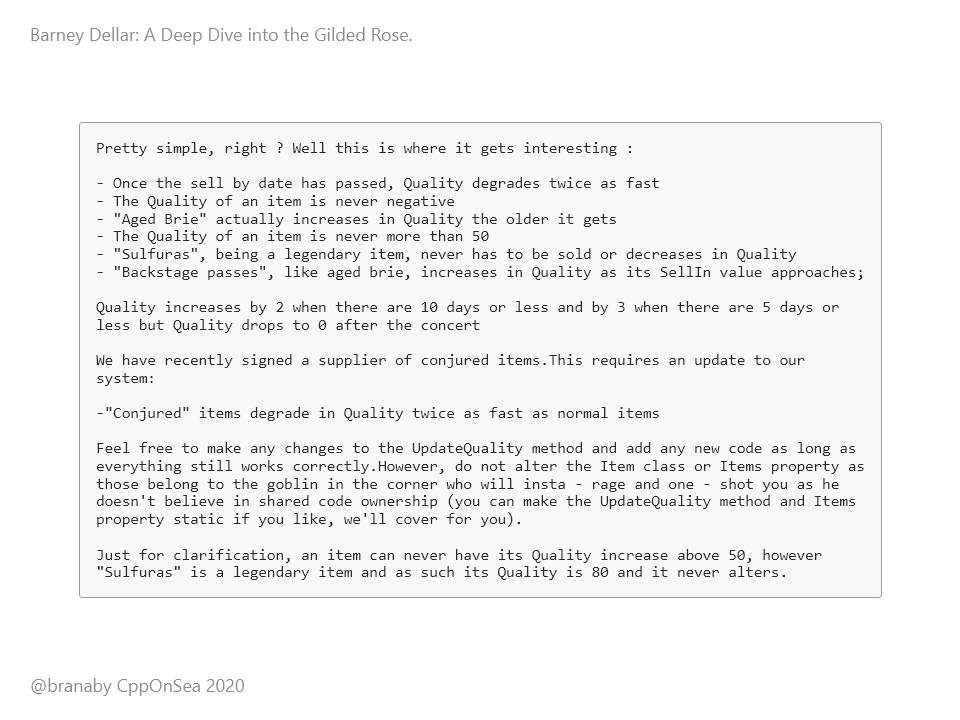 Barney Dellar: A Deep Dive into the Gilded Rose.
Pretty simple, right ? Well this is where it gets interesting :
- Once the sell by date has passed, Quality degrades twice as fast
- The Quality of an item is never negative
- "Aged Brie" actually increases in Quality the older it gets
- The Quality of an item is never more than 50
- "Sulfuras", being a legendary item, never has to be sold or decreases in Quality
- "Backstage passes", like aged brie, increases in Quality as its SellIn value approaches;
Quality increases by 2 when there are 10 days or less and by 3 when there are 5 days or
less but Quality drops to 0 after the concert
We have recently signed a supplier of conjured items.This requires an update to our
system:
-"Conjured" items degrade in Quality twice as fast as normal items
Feel free to make any changes to the UpdateQuality method and add any new code as long as
everything still works correctly.However, do not alter the Item class or Items property as
those belong to the goblin in the corner who will insta - rage and one - shot you as he
doesn't believe in shared code ownership (you can make the UpdateQuality method and Items
property static if you like, we'll cover for you).
Just for clarification, an item can never have its Quality increase above 50, however
"Sulfuras" is a legendary item and as such its Quality is 80 and it never alters.
@branaby CppOnSea 2020